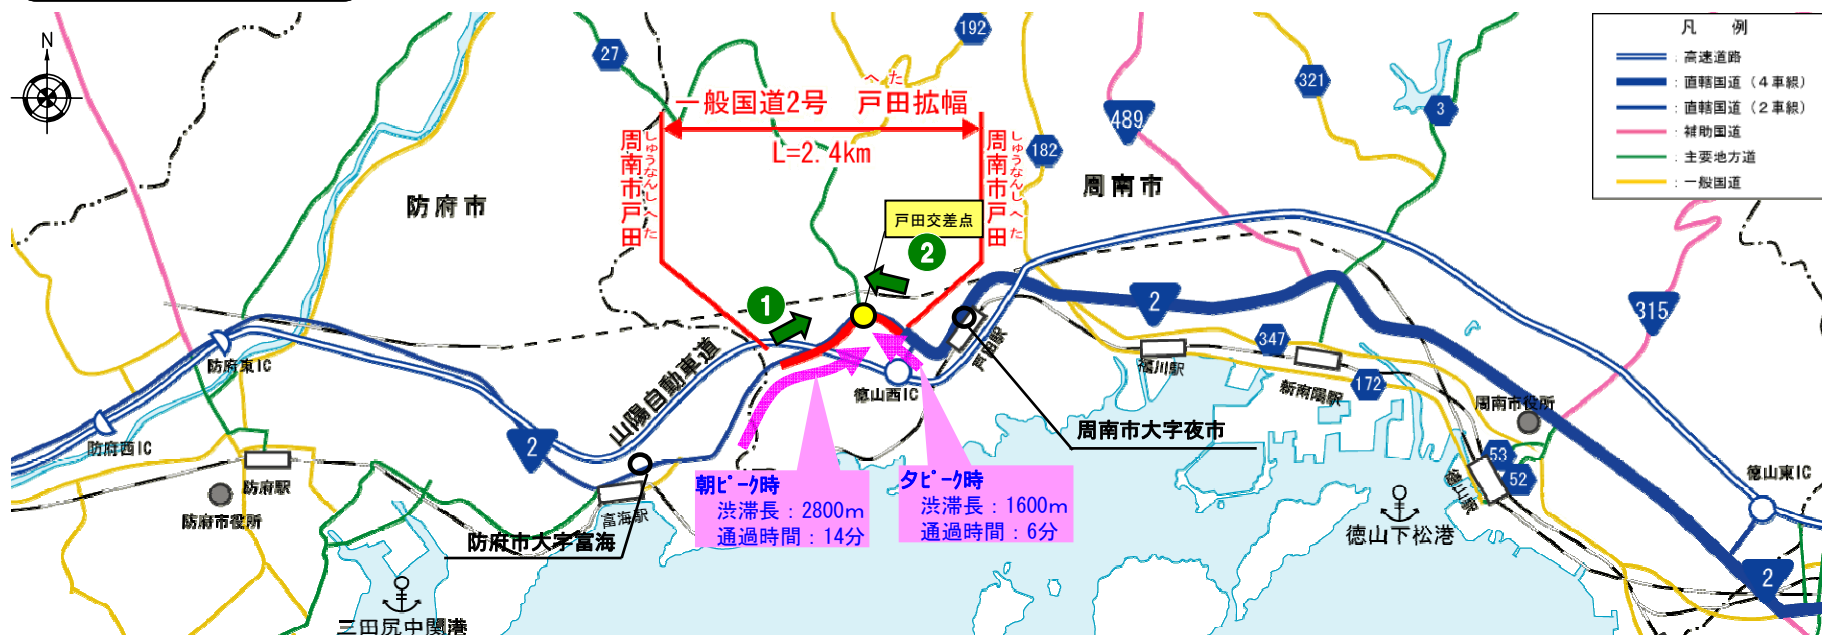 N
27
192
321
3
489
182
凡　例
：高速道路
：直轄国道（４車線）
：直轄国道（２車線）
：補助国道
：主要地方道
：一般国道
へた
一般国道2号　戸田拡幅
L=2.4km
周南市戸田
しゅうなんしへた
周南市戸田
しゅうなんしへた
防府市
周南市
戸田交差点
2
1
2
315
347
172
防府東IC
防府西IC
山陽自動車道
徳山西IC
戸田駅
福川駅
新南陽駅
周南市役所
周南市大字夜市
2
防府駅
防府市役所
富海駅
防府市大字富海
朝ﾋﾟｰｸ時
渋滞長：2800m
通過時間：14分
夕ﾋﾟｰｸ時
渋滞長：1600m
通過時間：6分
53
52
徳山駅
徳山東IC
徳山下松港
三田尻中関港
2